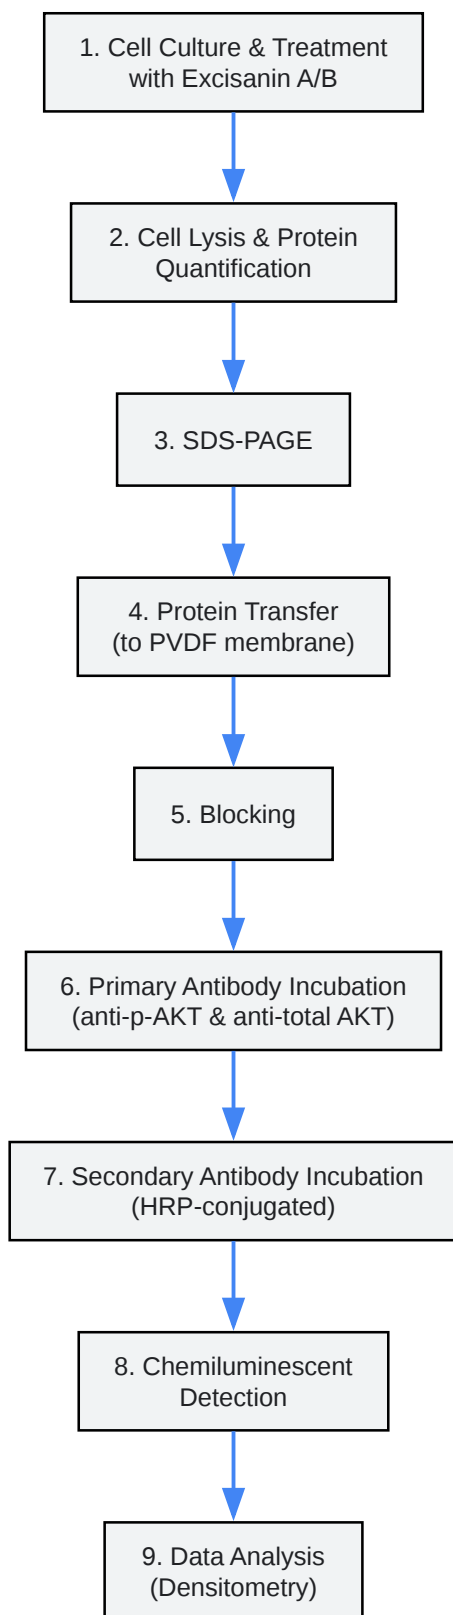 1. Cell Culture & Treatment
with Excisanin A/B
2. Cell Lysis & Protein
Quantification
3. SDS-PAGE
4. Protein Transfer
(to PVDF membrane)
5. Blocking
6. Primary Antibody Incubation
(anti-p-AKT & anti-total AKT)
7. Secondary Antibody Incubation
(HRP-conjugated)
8. Chemiluminescent
Detection
9. Data Analysis
(Densitometry)